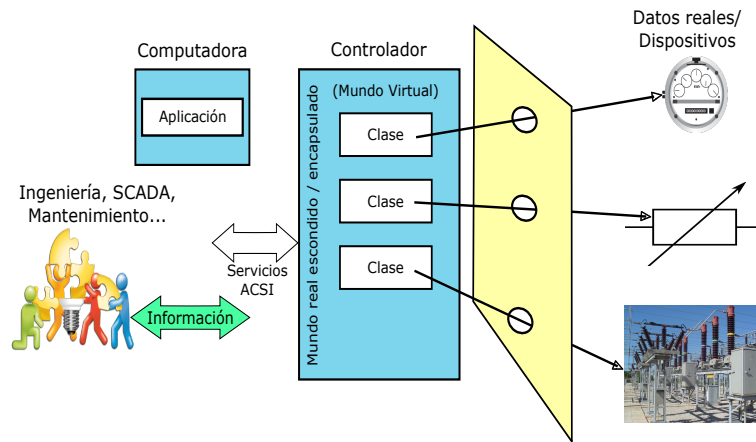 Computadora
Aplicación
Ingeniería, SCADA,
Mantenimiento...
Información
Servicios
ACSI
Controlador
(Mundo Virtual)
Mundo real escondido / encapsulado
Clase
Clase
Clase
Datos reales/
Dispositivos